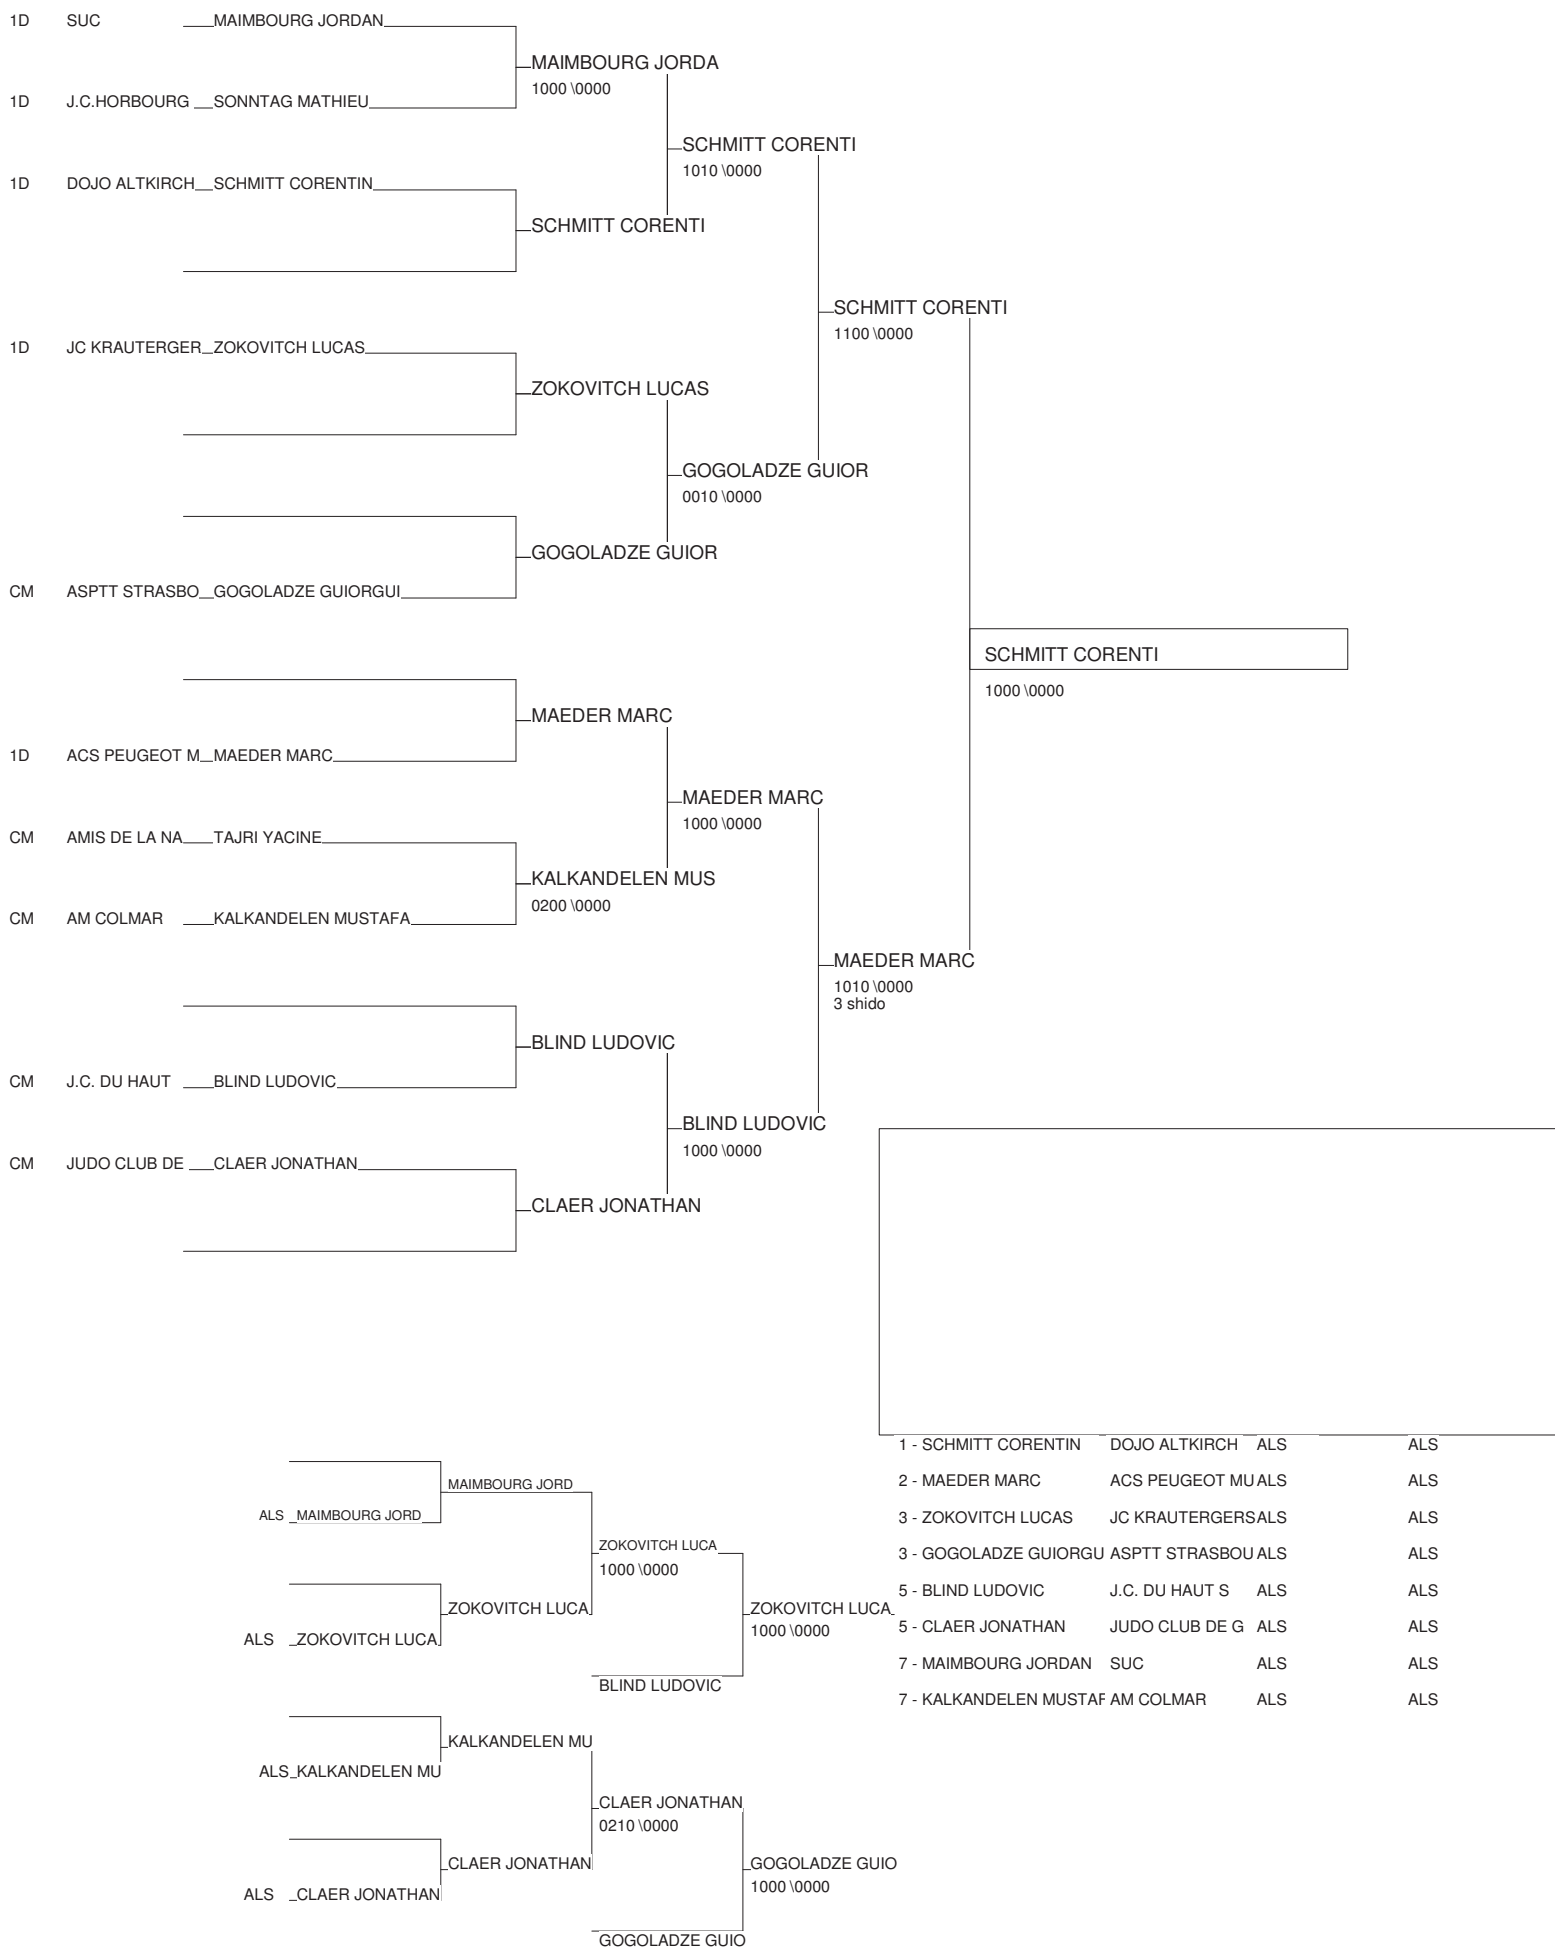 1D SUC MAIMBOURG JORDAN
MAIMBOURG JORDA
1000 \0000
1D J.C.HORBOURG SONNTAG MATHIEU
SCHMITT CORENTI
1010 \0000
1D DOJO ALTKIRCH SCHMITT CORENTIN
SCHMITT CORENTI
SCHMITT CORENTI
1100 \0000
1D JC KRAUTERGER ZOKOVITCH LUCAS
ZOKOVITCH LUCAS
GOGOLADZE GUIOR
0010 \0000
GOGOLADZE GUIOR
CM ASPTT STRASBO GOGOLADZE GUIORGUI
SCHMITT CORENTI
1000 \0000
MAEDER MARC
1D ACS PEUGEOT M MAEDER MARC
MAEDER MARC
1000 \0000
CM AMIS DE LA NA TAJRI YACINE
KALKANDELEN MUS
0200 \0000
CM AM COLMAR KALKANDELEN MUSTAFA
MAEDER MARC
1010 \0000
3 shido
BLIND LUDOVIC
CM J.C. DU HAUT BLIND LUDOVIC
BLIND LUDOVIC
1000 \0000
CM JUDO CLUB DE CLAER JONATHAN
CLAER JONATHAN
1 - SCHMITT CORENTIN DOJO ALTKIRCH ALS ALS
2 - MAEDER MARC ACS PEUGEOT MU ALS ALS
3 - ZOKOVITCH LUCAS JC KRAUTERGERS ALS ALS
3 - GOGOLADZE GUIORGU ASPTT STRASBOU ALS ALS
5 - BLIND LUDOVIC J.C. DU HAUT S ALS ALS
5 - CLAER JONATHAN JUDO CLUB DE G ALS ALS
7 - MAIMBOURG JORDAN SUC ALS ALS
7 - KALKANDELEN MUSTAF AM COLMAR ALS ALS
MAIMBOURG JORD
ALS MAIMBOURG JORD
ZOKOVITCH LUCA
1000 \0000
ZOKOVITCH LUCA
ZOKOVITCH LUCA
1000 \0000
ALS ZOKOVITCH LUCA
BLIND LUDOVIC
KALKANDELEN MU
ALS KALKANDELEN MU
CLAER JONATHAN
0210 \0000
CLAER JONATHAN
GOGOLADZE GUIO
1000 \0000
ALS CLAER JONATHAN
GOGOLADZE GUIO